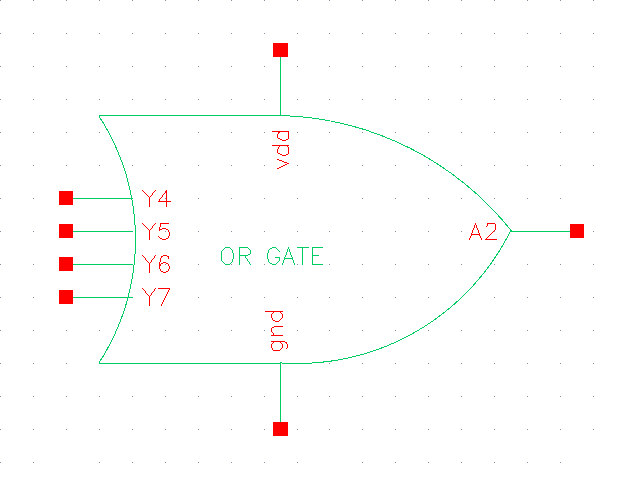 vdd
Y4
Y5
A2
Y6
OR GATE
Y7
gnd